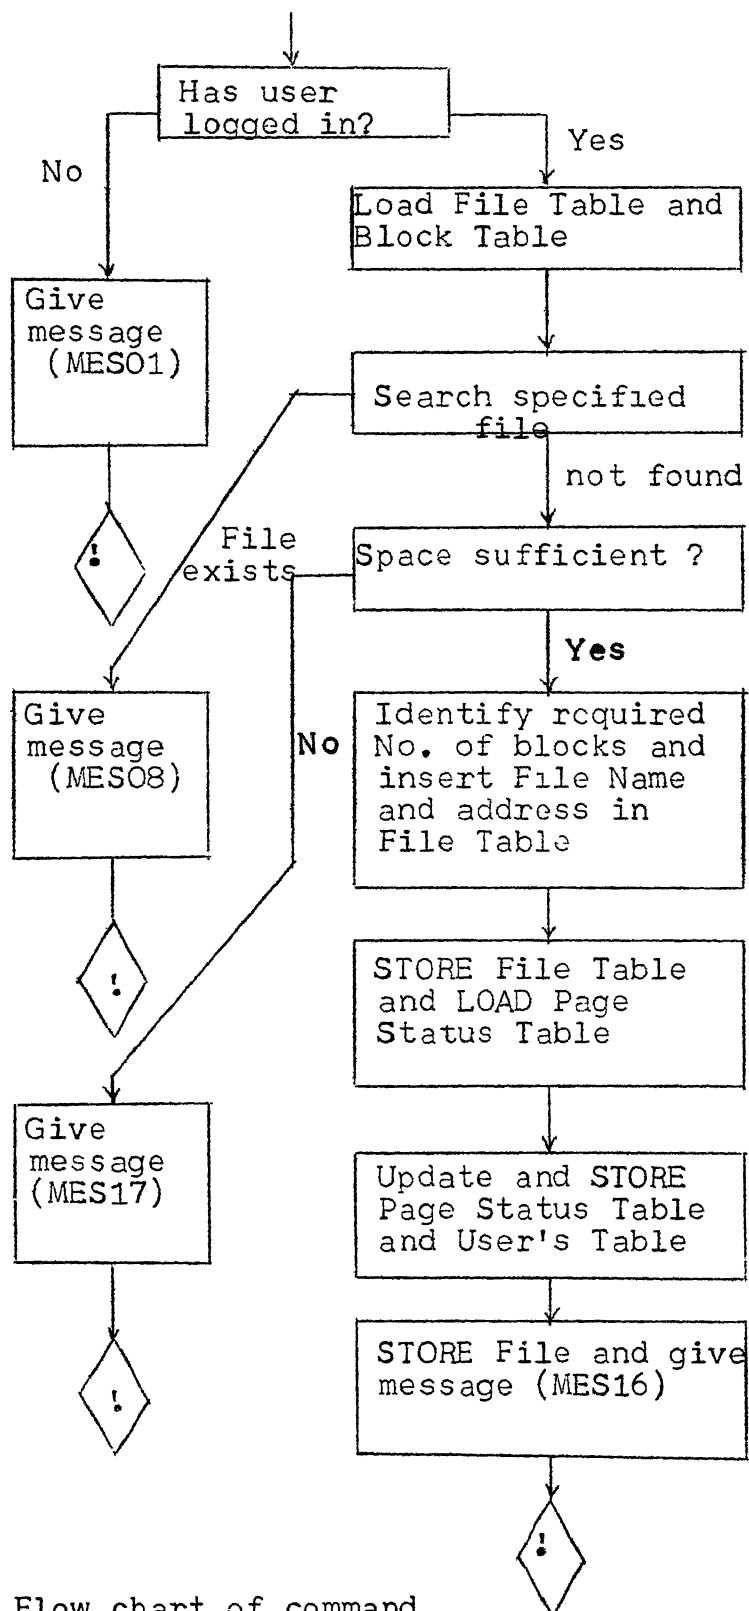 Has user
logged in?
No
Yes
Load File Table and
Block Table
Give
message
(MES01)
Search specified
file
not found
!
File
exists
Space sufficient ?
Yes
Give
message
(MES08)
No
Identify required
No. of blocks and
insert File Name
and address in
File Table
!
STORE File Table
and LOAD Page
Status Table
Give
message
(MES17)
Update and STORE
Page Status Table
and User's Table
!
STORE File and give
message (MES16)
!
Flow chart of command